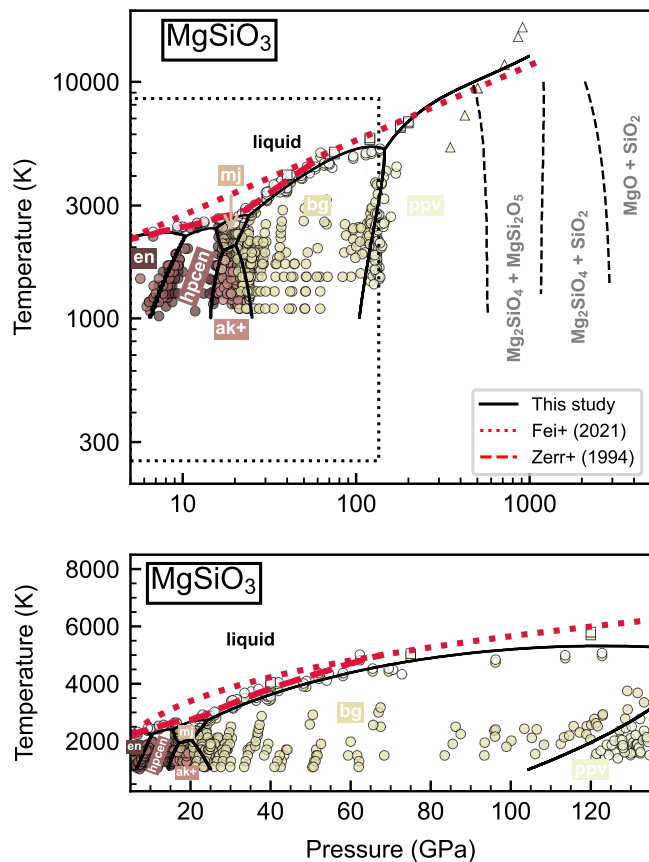 MgSiO₃
10000
3000
1000
300
Temperature (K)
liquid
mj
bg
ppv
en
hpcen
ak+
Mg₂SiO₄ + MgSi₂O₅
Mg₂SiO₄ + SiO₂
MgO + SiO₂
This study
Fei+ (2021)
Zerr+ (1994)
10
100
1000
MgSiO₃
8000
6000
4000
2000
Temperature (K)
liquid
bg
en
hpcen
mj
ak+
ppv
20
40
60
80
100
120
Pressure (GPa)